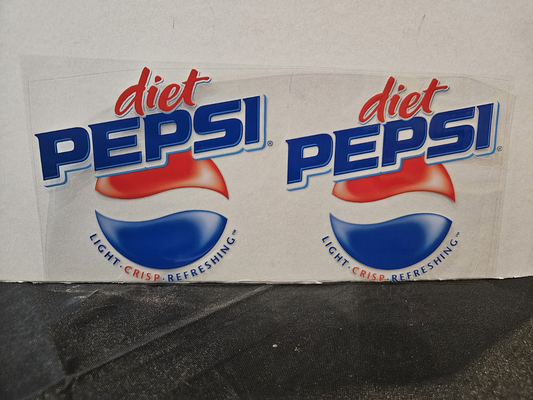 diet
PEPSI®
LIGHT · CRISP · REFRESHING™
diet
PEPSI®
LIGHT · CRISP · REFRESHING™